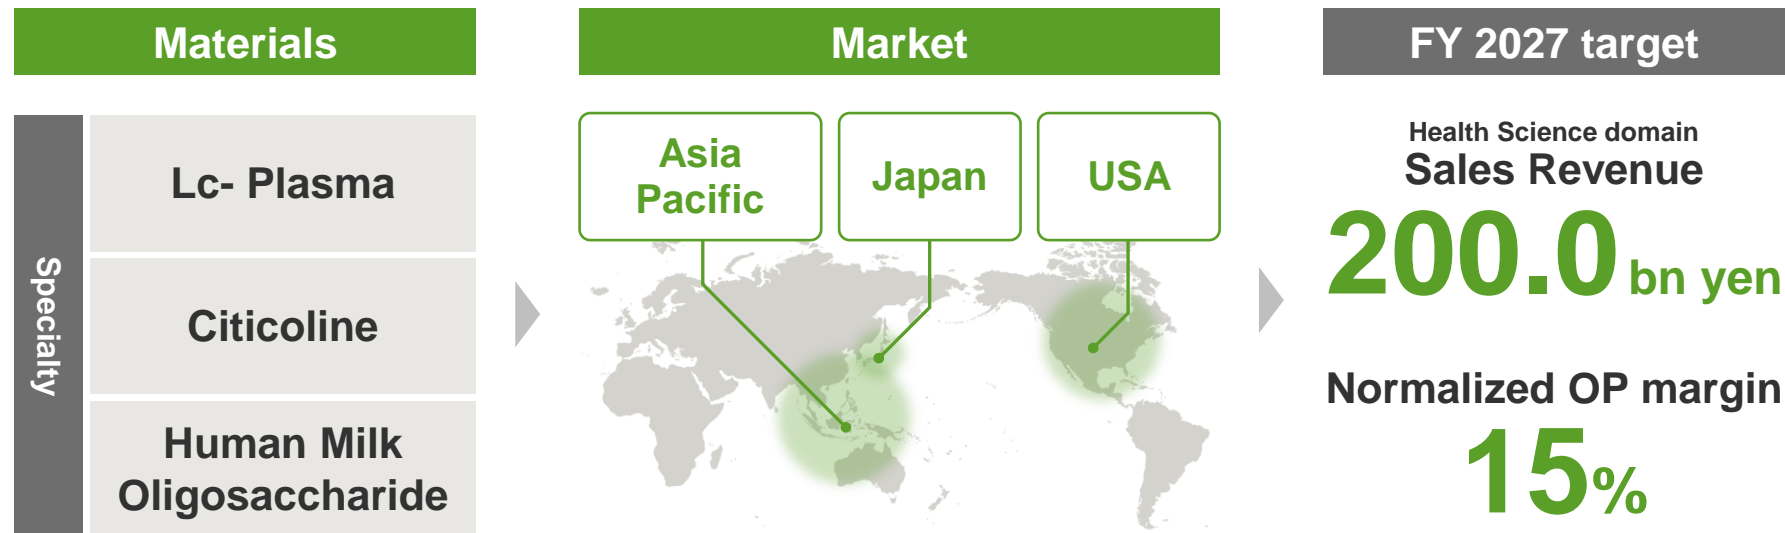 Materials
Specialty
Lc- Plasma
Citicoline
Human Milk
Oligosaccharide
Market
Asia
Pacific
Japan
USA
FY 2027 target
Health Science domain
Sales Revenue
200.0 bn yen
Normalized OP margin
15%